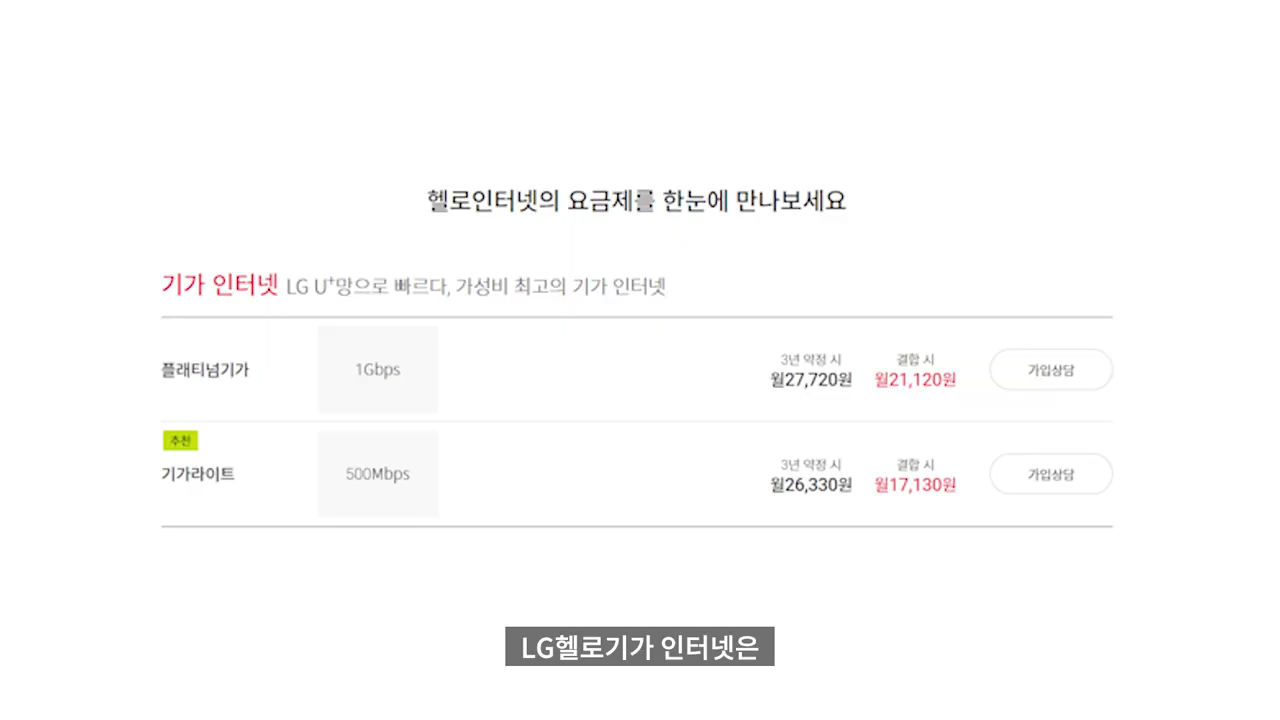 헬로인터넷의 요금제를 한눈에 만나보세요
기가 인터넷 LG U⁺망으로 빠르다, 가성비 최고의 기가 인터넷
플래티넘기가 1Gbps 3년 약정 시 월27,720원 결합 시 월21,120원 가입상담
추천
기가라이트 500Mbps 3년 약정 시 월26,330원 결합 시 월17,130원 가입상담
LG헬로기가 인터넷은